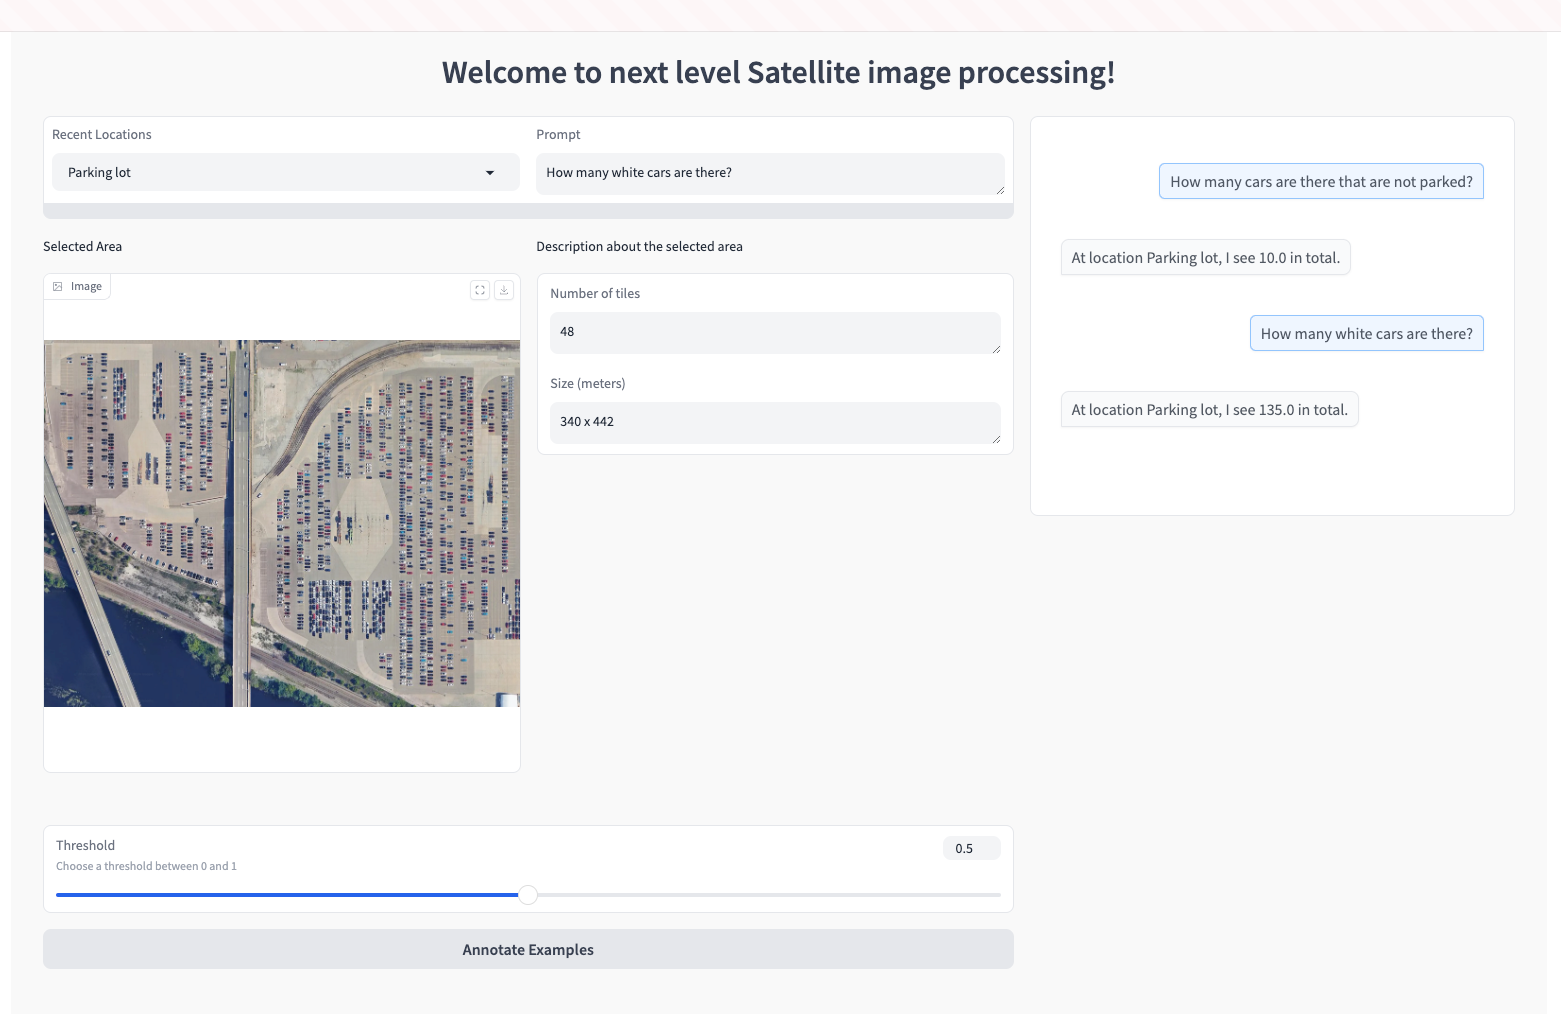 Welcome to next level Satellite image processing!
Recent Locations
Parking lot
Prompt
How many white cars are there?
Selected Area
Image
Description about the selected area
Number of tiles
48
Size (meters)
340 x 442
Threshold
Choose a threshold between 0 and 1
0.5
Annotate Examples
How many cars are there that are not parked?
At location Parking lot, I see 10.0 in total.
How many white cars are there?
At location Parking lot, I see 135.0 in total.